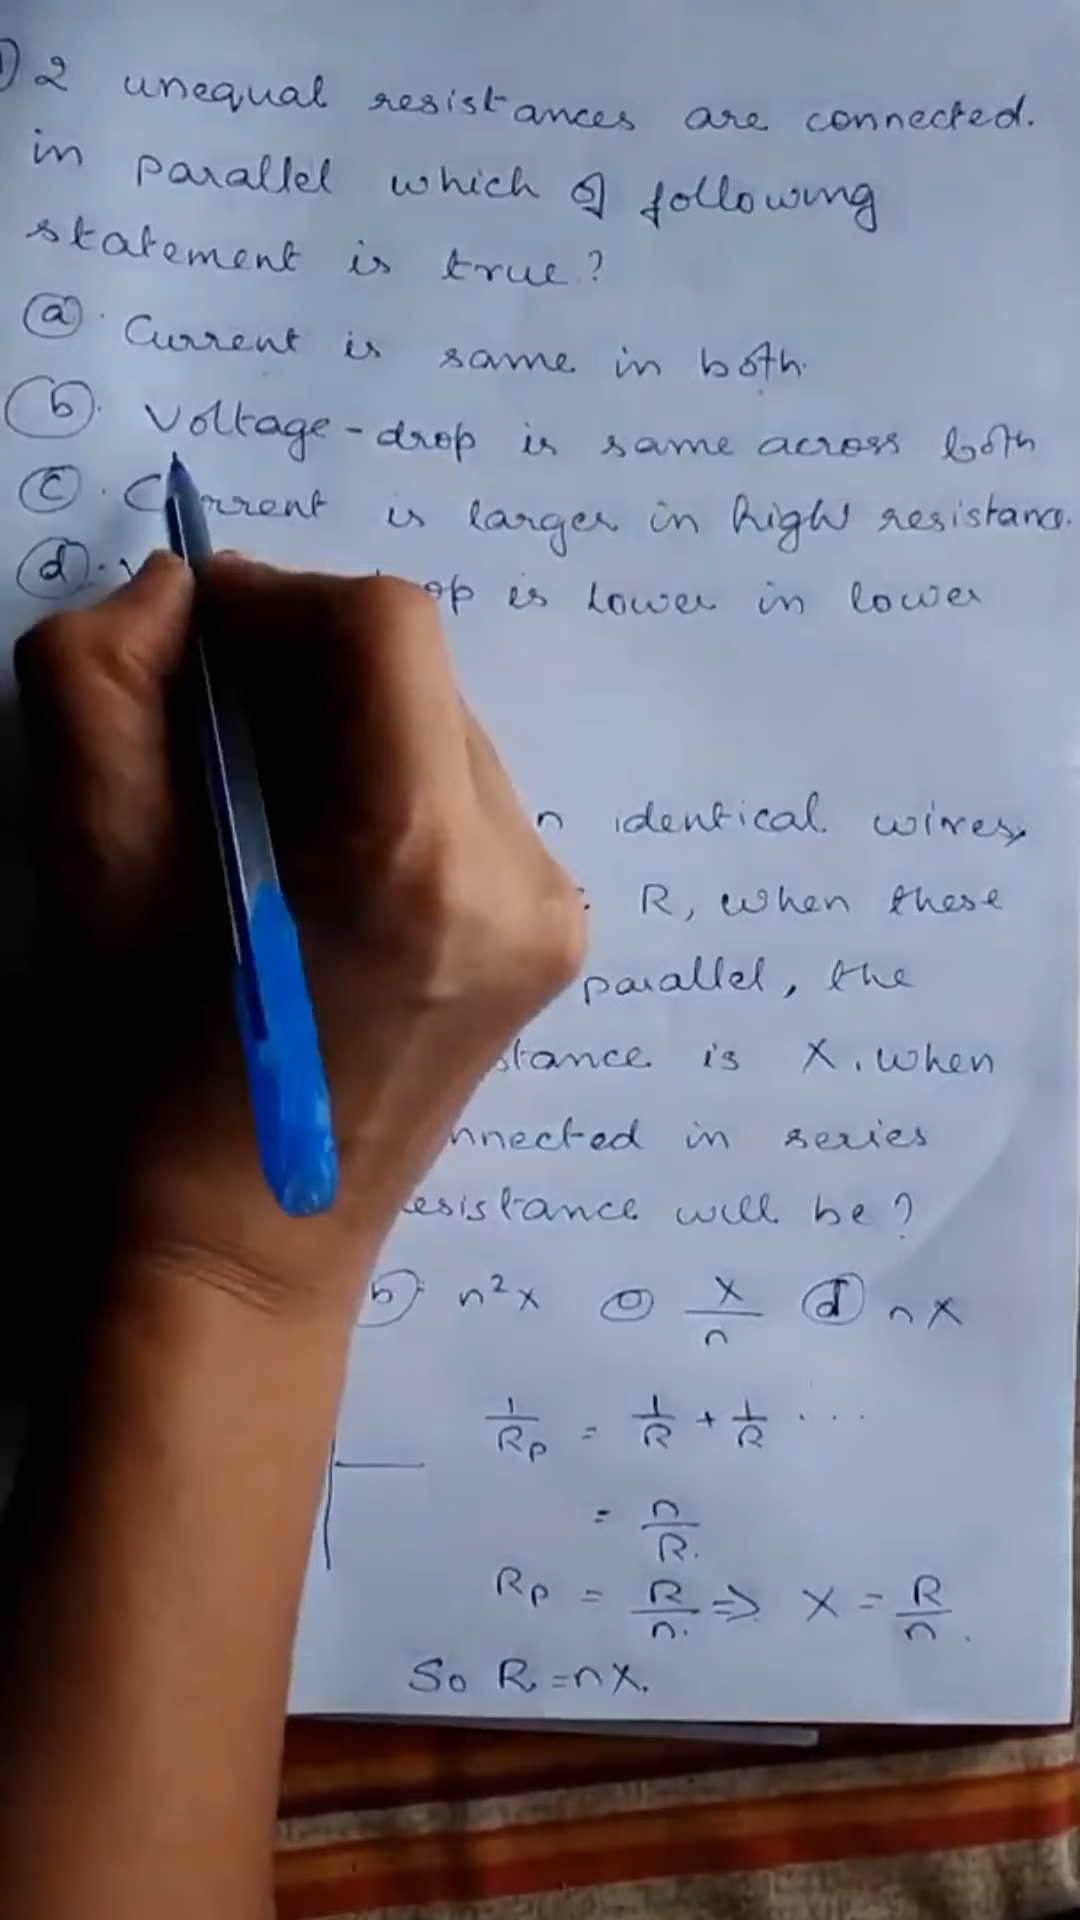 2 unequal resistances are connected.
in parallel which of following
statement is true?
(a). Current is same in both.
(b). Voltage-drop is same across both
(c). C rrent is larger in high resistance.
(d). V op is lower in lower
n identical wires,
R, when these
parallel, the
stance is X. when
nnected in series
esistance will be?
b) n²x X/n (d) nX
1/Rp = 1/R + 1/R ...
= n/R.
Rp = R/n. ⇒ X = R/n.
So R = nX.